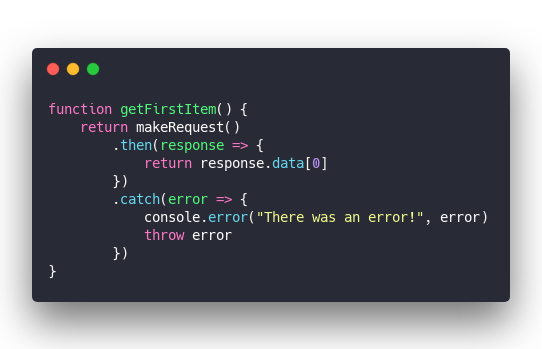 function getFirstItem() {
    return makeRequest()
        .then(response => {
            return response.data[0]
        })
        .catch(error => {
            console.error("There was an error!", error)
            throw error
        })
}